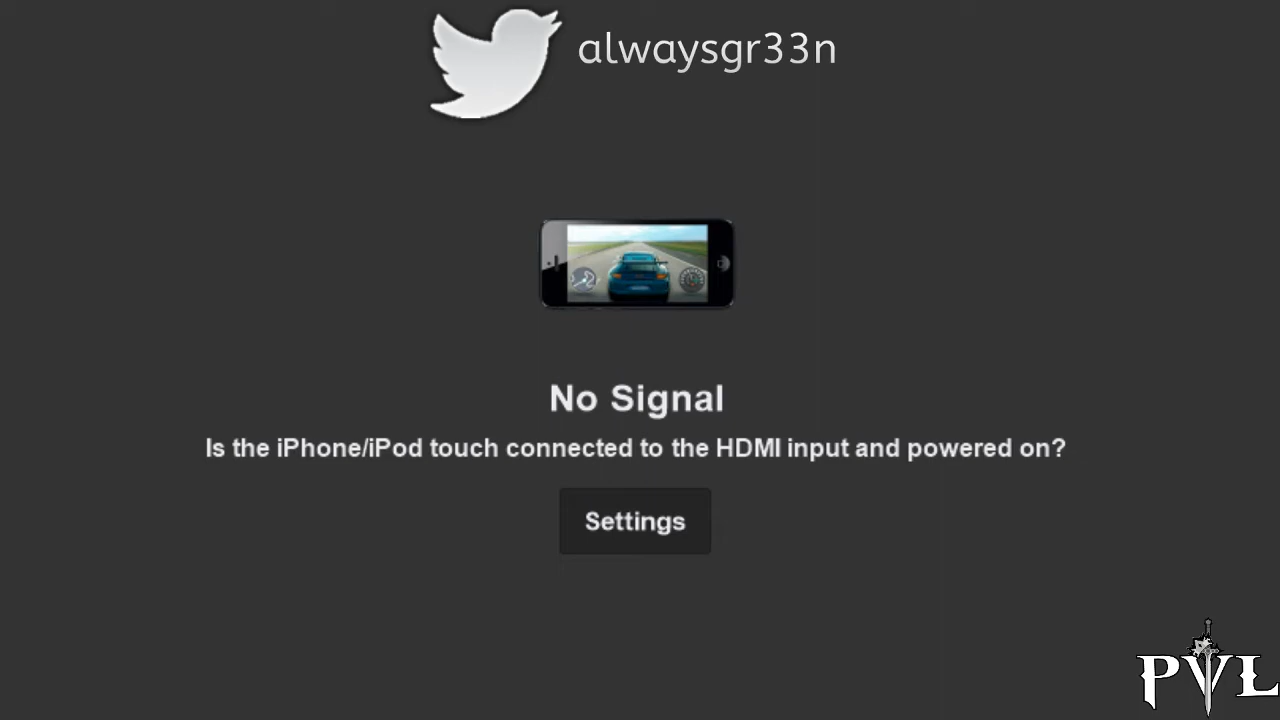 alwaysgr33n
No Signal
Is the iPhone/iPod touch connected to the HDMI input and powered on?
Settings
PVL